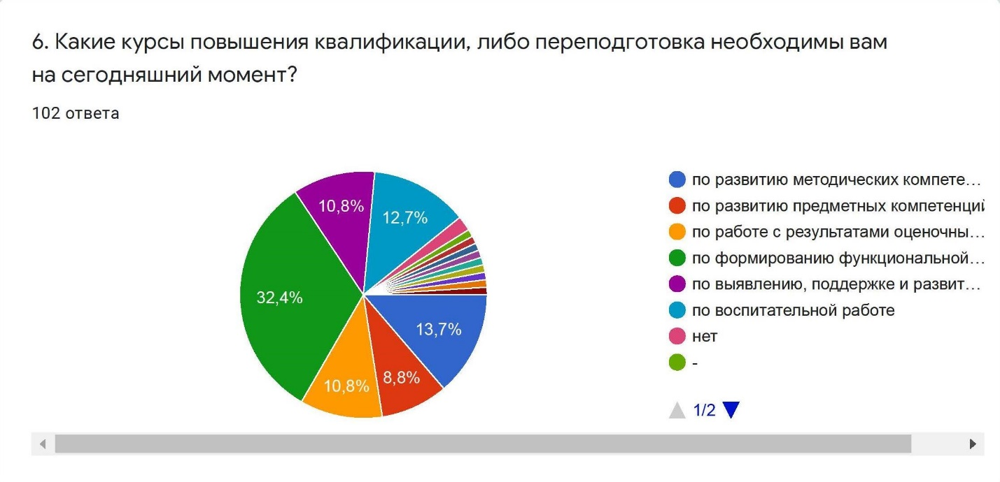 6. Какие курсы повышения квалификации, либо переподготовка необходимы вам
на сегодняшний момент?
102 ответа
10,8%
12,7%
32,4%
13,7%
10,8%
8,8%
по развитию методических компете...
по развитию предметных компетенций
по работе с результатами оценочны...
по формированию функциональной...
по выявлению, поддержке и развит...
по воспитательной работе
нет
-
1/2